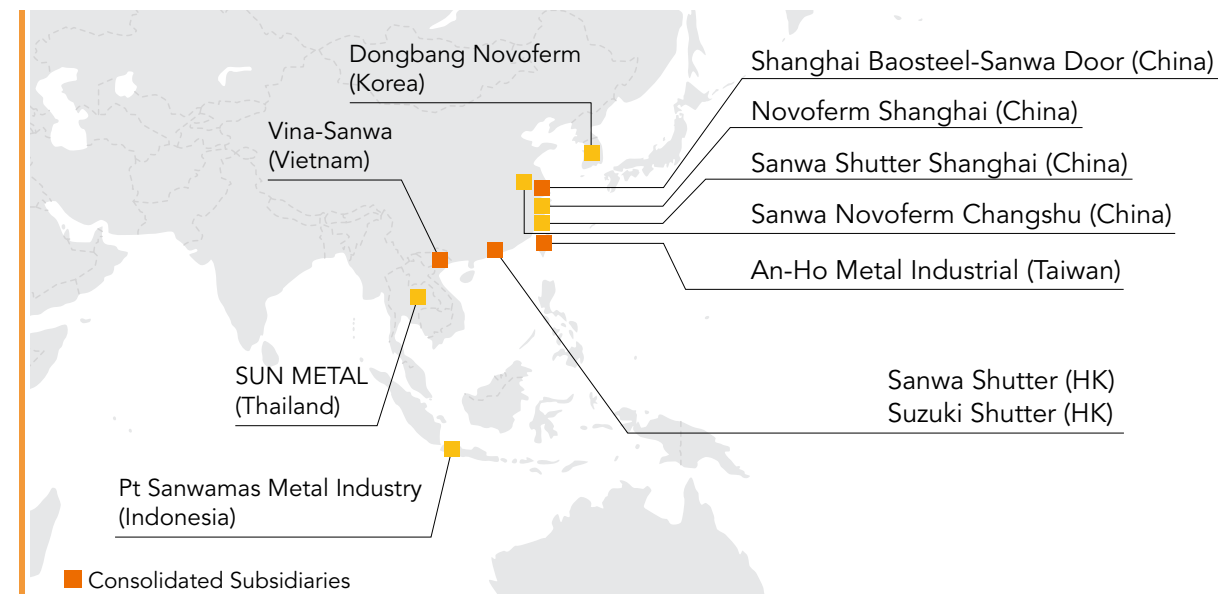 Dongbang Novoferm
(Korea)
Vina-Sanwa
(Vietnam)
SUN METAL
(Thailand)
Pt Sanwamas Metal Industry
(Indonesia)
Shanghai Baosteel-Sanwa Door (China)
Novoferm Shanghai (China)
Sanwa Shutter Shanghai (China)
Sanwa Novoferm Changshu (China)
An-Ho Metal Industrial (Taiwan)
Sanwa Shutter (HK)
Suzuki Shutter (HK)
Consolidated Subsidiaries